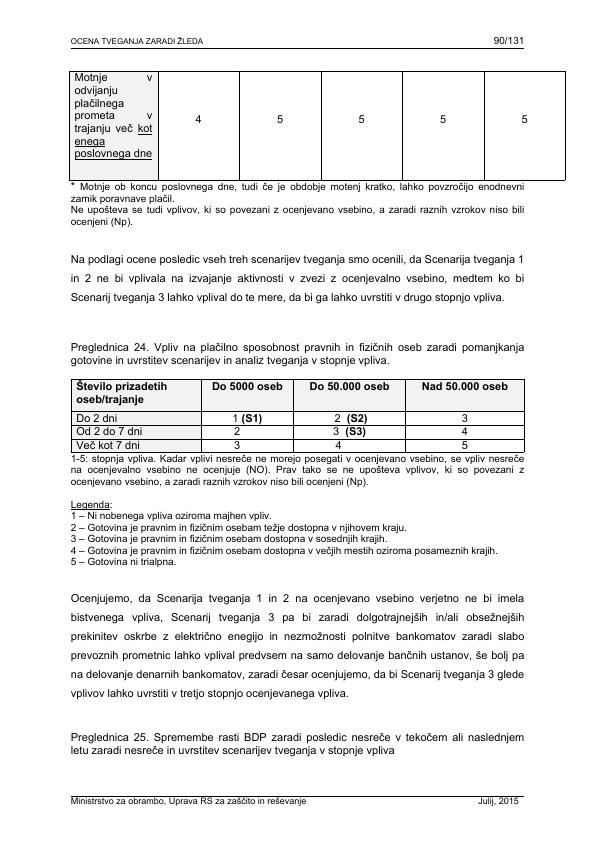 OCENA TVEGANJA ZARADI ŽLEDA 90/131
Motnje v
odvijanju
plačilnega
prometa v
trajanju več kot
enega
poslovnega dne
4 5 5 5 5
* Motnje ob koncu poslovnega dne, tudi če je obdobje motenj kratko, lahko povzročijo enodnevni
zamik poravnave plačil.
Ne upošteva se tudi vplivov, ki so povezani z ocenjevano vsebino, a zaradi raznih vzrokov niso bili
ocenjeni (Np).
Na podlagi ocene posledic vseh treh scenarijev tveganja smo ocenili, da Scenarija tveganja 1
in 2 ne bi vplivala na izvajanje aktivnosti v zvezi z ocenjevalno vsebino, medtem ko bi
Scenarij tveganja 3 lahko vplival do te mere, da bi ga lahko uvrstiti v drugo stopnjo vpliva.
Preglednica 24. Vpliv na plačilno sposobnost pravnih in fizičnih oseb zaradi pomanjkanja
gotovine in uvrstitev scenarijev in analiz tveganja v stopnje vpliva.
Število prizadetih
oseb/trajanje
Do 5000 oseb Do 50.000 oseb Nad 50.000 oseb
Do 2 dni 1 (S1) 2 (S2) 3
Od 2 do 7 dni 2 3 (S3) 4
Več kot 7 dni 3 4 5
1-5: stopnja vpliva. Kadar vplivi nesreče ne morejo posegati v ocenjevano vsebino, se vpliv nesreče
na ocenjevalno vsebino ne ocenjuje (NO). Prav tako se ne upošteva vplivov, ki so povezani z
ocenjevano vsebino, a zaradi raznih vzrokov niso bili ocenjeni (Np).
Legenda:
1 – Ni nobenega vpliva oziroma majhen vpliv.
2 – Gotovina je pravnim in fizičnim osebam težje dostopna v njihovem kraju.
3 – Gotovina je pravnim in fizičnim osebam dostopna v sosednjih krajih.
4 – Gotovina je pravnim in fizičnim osebam dostopna v večjih mestih oziroma posameznih krajih.
5 – Gotovina ni trialpna.
Ocenjujemo, da Scenarija tveganja 1 in 2 na ocenjevano vsebino verjetno ne bi imela
bistvenega vpliva, Scenarij tveganja 3 pa bi zaradi dolgotrajnejših in/ali obsežnejših
prekinitev oskrbe z električno enegijo in nezmožnosti polnitve bankomatov zaradi slabo
prevoznih prometnic lahko vplival predvsem na samo delovanje bančnih ustanov, še bolj pa
na delovanje denarnih bankomatov, zaradi česar ocenjujemo, da bi Scenarij tveganja 3 glede
vplivov lahko uvrstiti v tretjo stopnjo ocenjevanega vpliva.
Preglednica 25. Spremembe rasti BDP zaradi posledic nesreče v tekočem ali naslednjem
letu zaradi nesreče in uvrstitev scenarijev tveganja v stopnje vpliva
Ministrstvo za obrambo, Uprava RS za zaščito in reševanje Julij, 2015